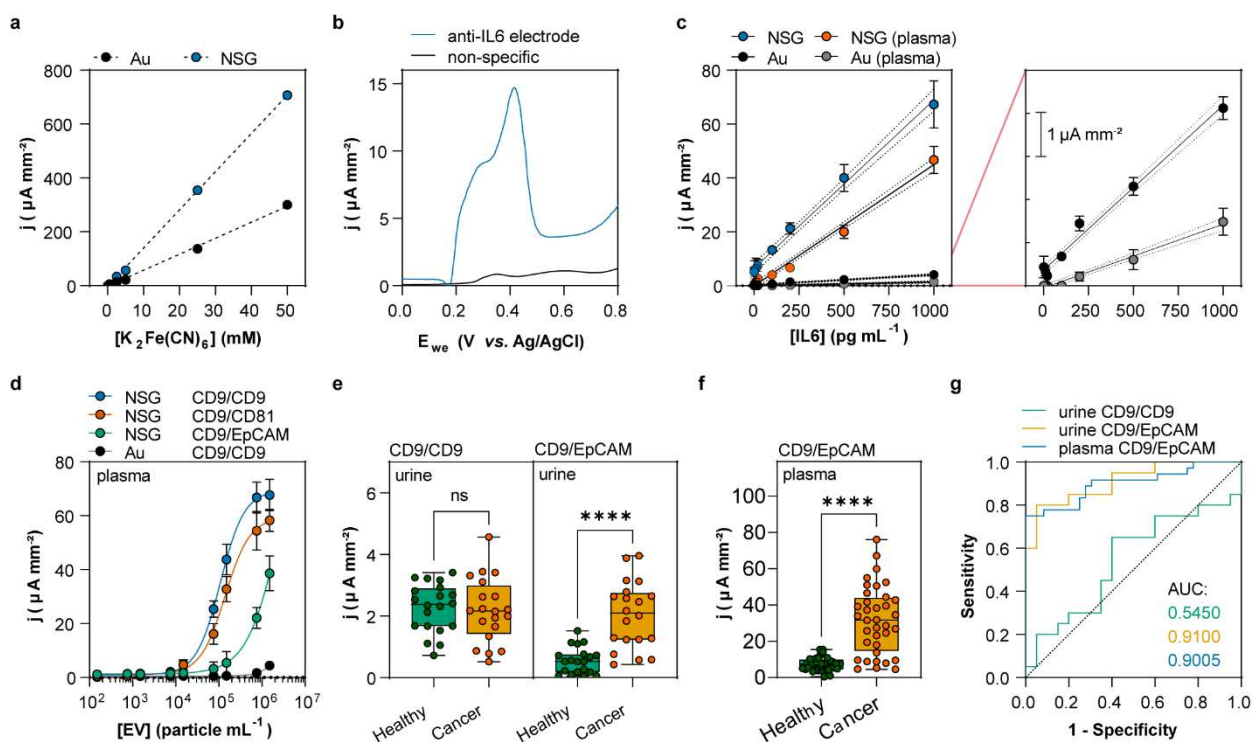 a
Au NSG
800
600
400
200
0
j ( μA mm⁻²)
0 10 20 30 40 50
[K₂Fe(CN)₆] (mM)
b
anti-IL6 electrode
non-specific
15
10
5
0
j ( μA mm⁻²)
0.0 0.2 0.4 0.6 0.8
E_we (V vs. Ag/AgCl)
c
NSG NSG (plasma)
Au Au (plasma)
80
60
40
20
0
j ( μA mm⁻²)
0 250 500 750 1000
1 μA mm⁻²
0 250 500 750 1000
[IL6] (pg mL⁻¹)
d
NSG CD9/CD9
NSG CD9/CD81
NSG CD9/EpCAM
Au CD9/CD9
80
60
40
20
0
j ( μA mm⁻²)
plasma
10² 10³ 10⁴ 10⁵ 10⁶ 10⁷
[EV] (particle mL⁻¹)
e
CD9/CD9 CD9/EpCAM
urine urine
ns
****
6
4
2
0
j ( μA mm⁻²)
Healthy Cancer Healthy Cancer
f
CD9/EpCAM
plasma
****
100
80
60
40
20
0
j ( μA mm⁻²)
Healthy Cancer
g
urine CD9/CD9
urine CD9/EpCAM
plasma CD9/EpCAM
1.0
0.8
0.6
0.4
0.2
0.0
Sensitivity
AUC:
0.5450
0.9100
0.9005
0.0 0.2 0.4 0.6 0.8 1.0
1 - Specificity